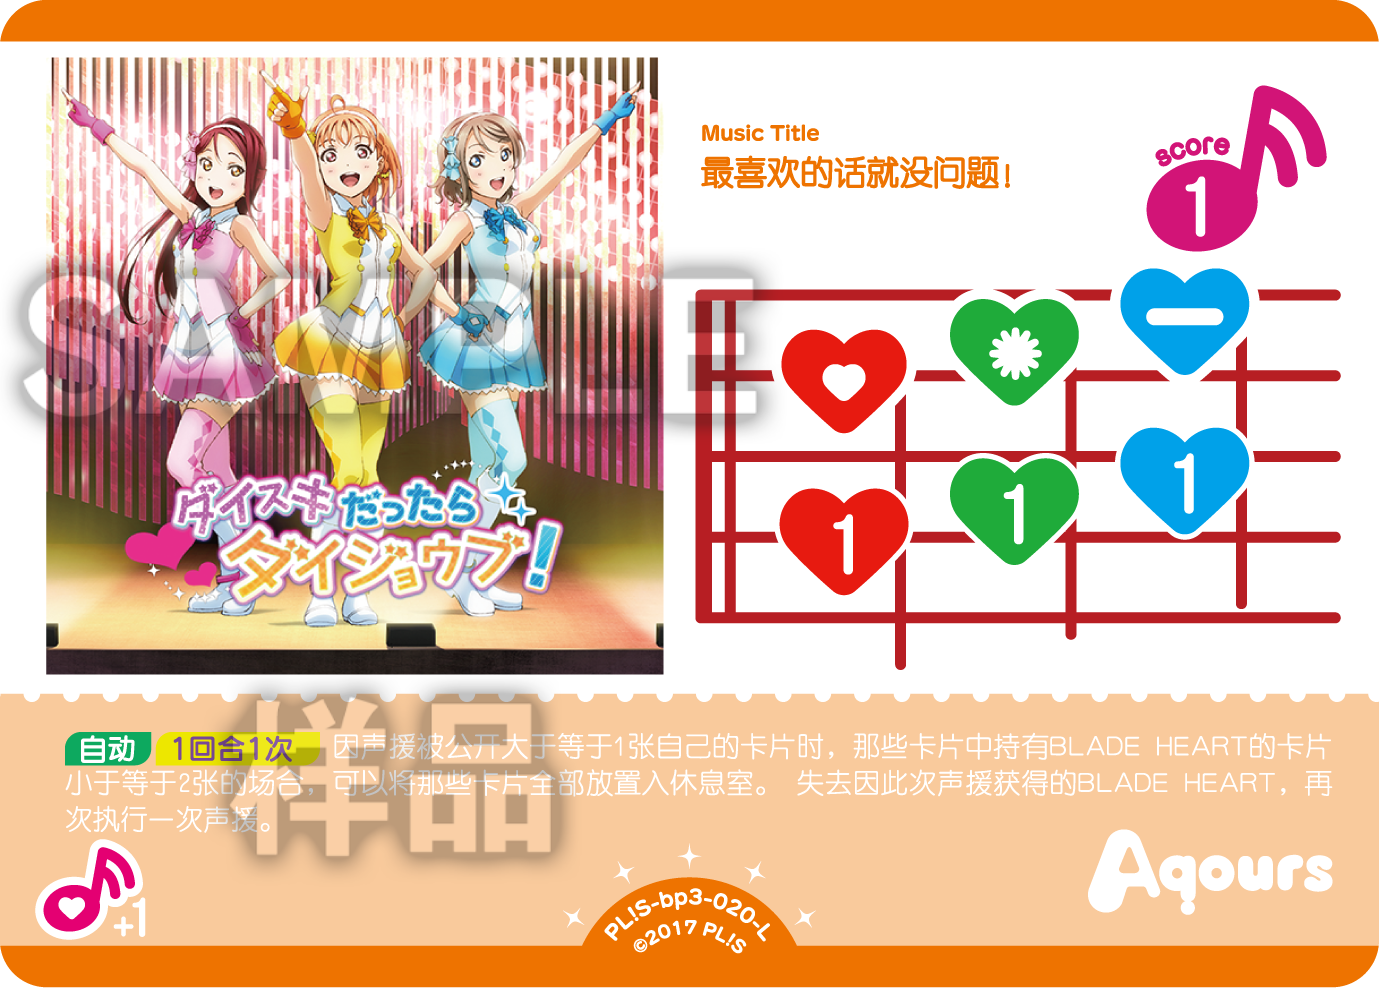 Music Title
最喜欢的话就没问题!
score
1
1
1
1
SAMPLE
ダイスキだったら
ダイジョウブ!
自动 1回合1次 因声援被公开大于等于1张自己的卡片时，那些卡片中持有BLADE HEART的卡片
小于等于2张的场合，可以将那些卡片全部放置入休息室。 失去因此次声援获得的BLADE HEART，再
次执行一次声援。
样品
+1
Aqours
PL!S-bp3-020-L
©2017 PL!S